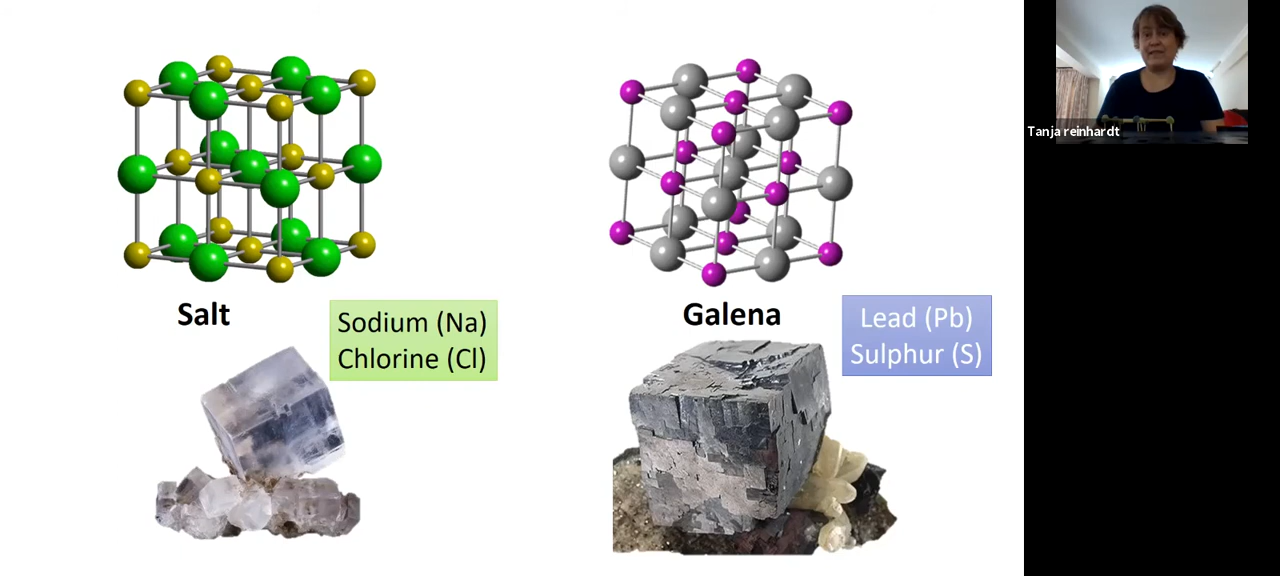 Tanja reinhardt
Salt
Sodium (Na)
Chlorine (Cl)
Galena
Lead (Pb)
Sulphur (S)